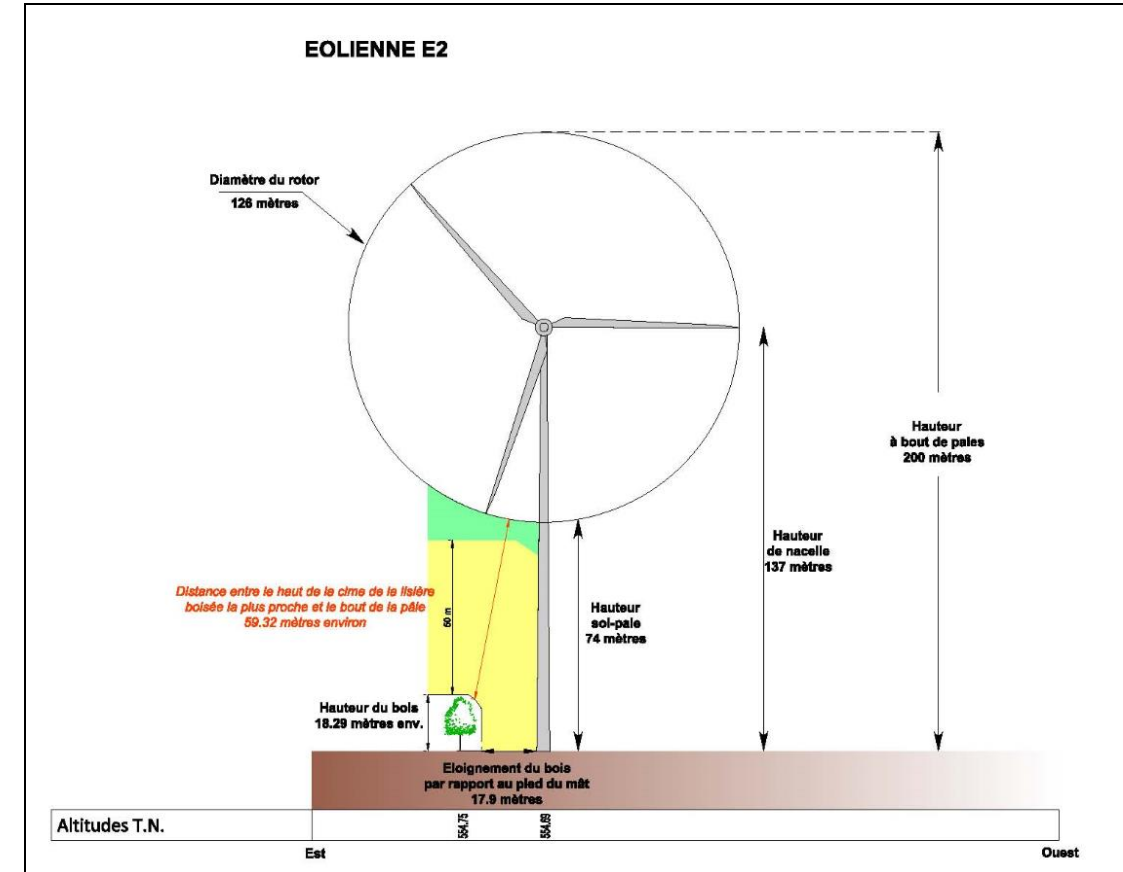 EOLIENNE E2
Diamètre du rotor
126 mètres
Hauteur
à bout de pales
200 mètres
Hauteur
de nacelle
137 mètres
Distance entre le haut de la cime de la lisière
boisée la plus proche et le bout de la pâle
59.32 mètres environ
50 m
Hauteur
sol-pale
74 mètres
Hauteur du bois
18.29 mètres env.
Eloignement du bois
par rapport au pied du mât
17.9 mètres
Altitudes T.N.
554.75
554.69
Est
Ouest